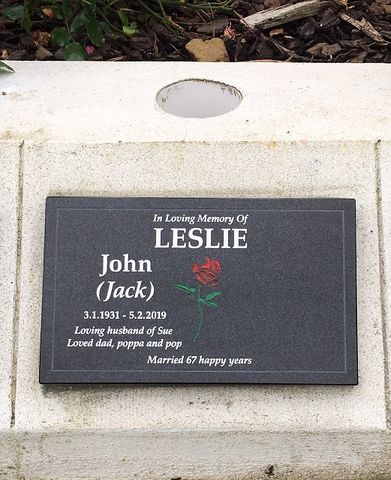 In Loving Memory Of
LESLIE
John
(Jack)
3.1.1931 - 5.2.2019
Loving husband of Sue
Loved dad, poppa and pop
Married 67 happy years